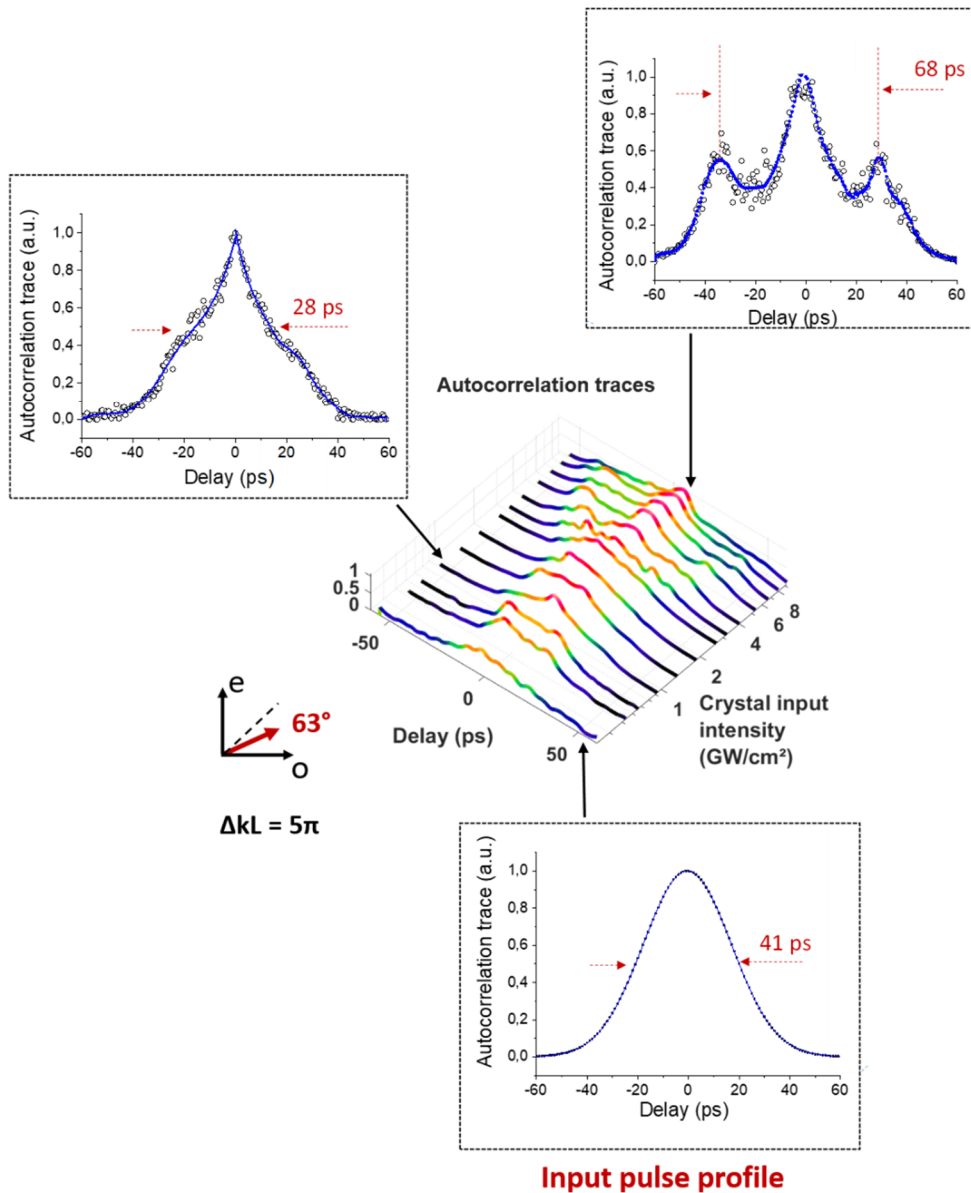 68 ps
1,0
0,8
0,6
0,4
0,2
0,0
Autocorrelation trace (a.u.)
-60 -40 -20 0 20 40 60
Delay (ps)
1,0
0,8
0,6
0,4
0,2
0,0
Autocorrelation trace (a.u.)
28 ps
-60 -40 -20 0 20 40 60
Delay (ps)
Autocorrelation traces
1
0.5
0
-50
0
50
Delay (ps)
8
6
4
2
1
Crystal input
intensity
(GW/cm²)
e
63°
o
ΔkL = 5π
1,0
0,8
0,6
0,4
0,2
0,0
Autocorrelation trace (a.u.)
41 ps
-60 -40 -20 0 20 40 60
Delay (ps)
Input pulse profile